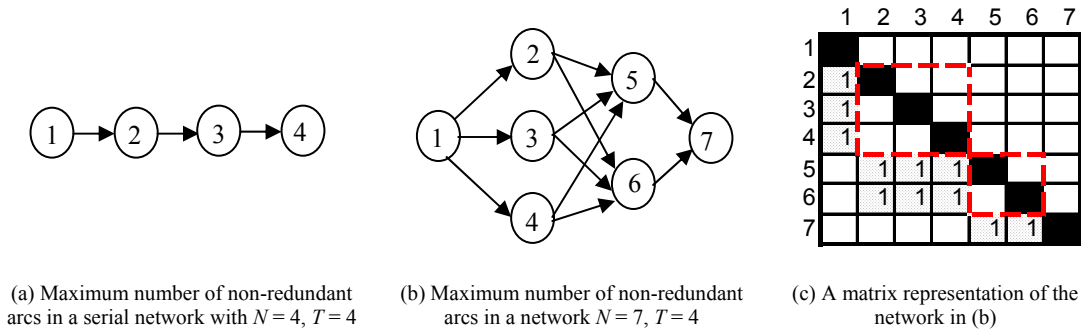 1 2 3 4
1 2 3 4 5 6 7
1 2 3 4 5 6 7
1
2 1
3 1
4 1
5 1 1 1
6 1 1 1
7 1 1
(a) Maximum number of non-redundant
arcs in a serial network with N = 4, T = 4
(b) Maximum number of non-redundant
arcs in a network N = 7, T = 4
(c) A matrix representation of the
network in (b)